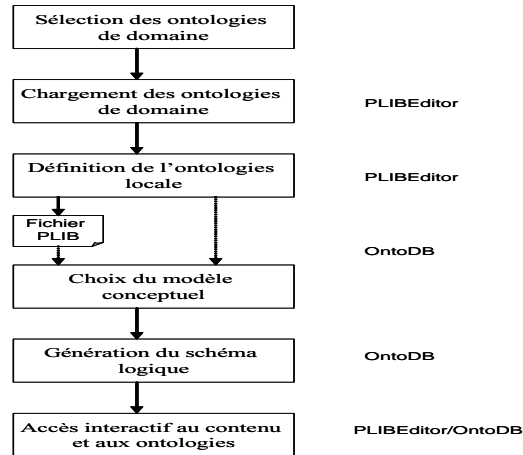 Sélection des ontologies
de domaine
Chargement des ontologies
de domaine
PLIBEditor
Définition de l'ontologies
locale
PLIBEditor
Fichier
PLIB
OntoDB
Choix du modèle
conceptuel
Génération du schéma
logique
OntoDB
Accès interactif au contenu
et aux ontologies
PLIBEditor/OntoDB